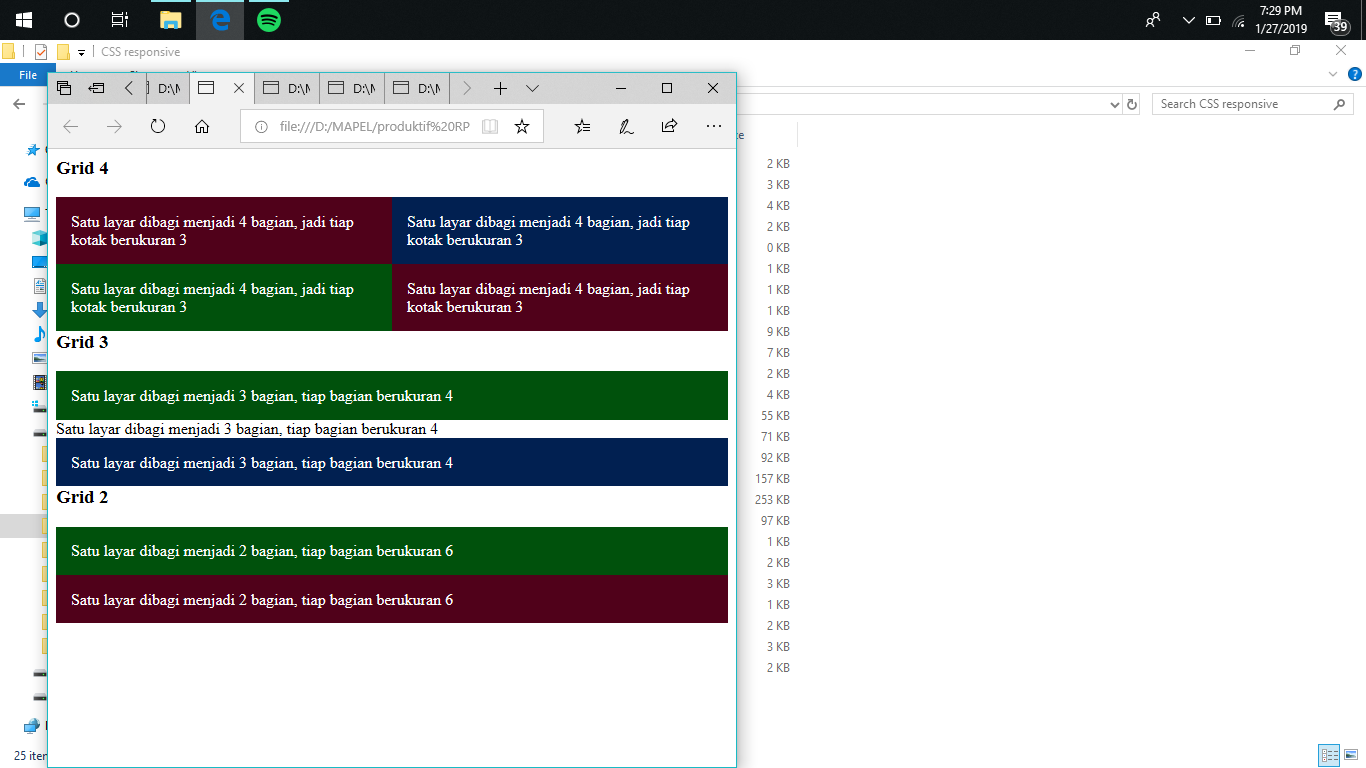 7:29 PM
1/27/2019
39
CSS responsive
File
D:\M
D:\M
D:\M
D:\M
file:///D:/MAPEL/produktif%20RP
Search CSS responsive
Grid 4
Satu layar dibagi menjadi 4 bagian, jadi tiap
kotak berukuran 3
Satu layar dibagi menjadi 4 bagian, jadi tiap
kotak berukuran 3
Satu layar dibagi menjadi 4 bagian, jadi tiap
kotak berukuran 3
Satu layar dibagi menjadi 4 bagian, jadi tiap
kotak berukuran 3
Grid 3
Satu layar dibagi menjadi 3 bagian, tiap bagian berukuran 4
Satu layar dibagi menjadi 3 bagian, tiap bagian berukuran 4
Satu layar dibagi menjadi 3 bagian, tiap bagian berukuran 4
Grid 2
Satu layar dibagi menjadi 2 bagian, tiap bagian berukuran 6
Satu layar dibagi menjadi 2 bagian, tiap bagian berukuran 6
2 KB
3 KB
4 KB
2 KB
0 KB
1 KB
1 KB
1 KB
9 KB
7 KB
2 KB
4 KB
55 KB
71 KB
92 KB
157 KB
253 KB
97 KB
1 KB
2 KB
3 KB
1 KB
2 KB
3 KB
2 KB
25 iter